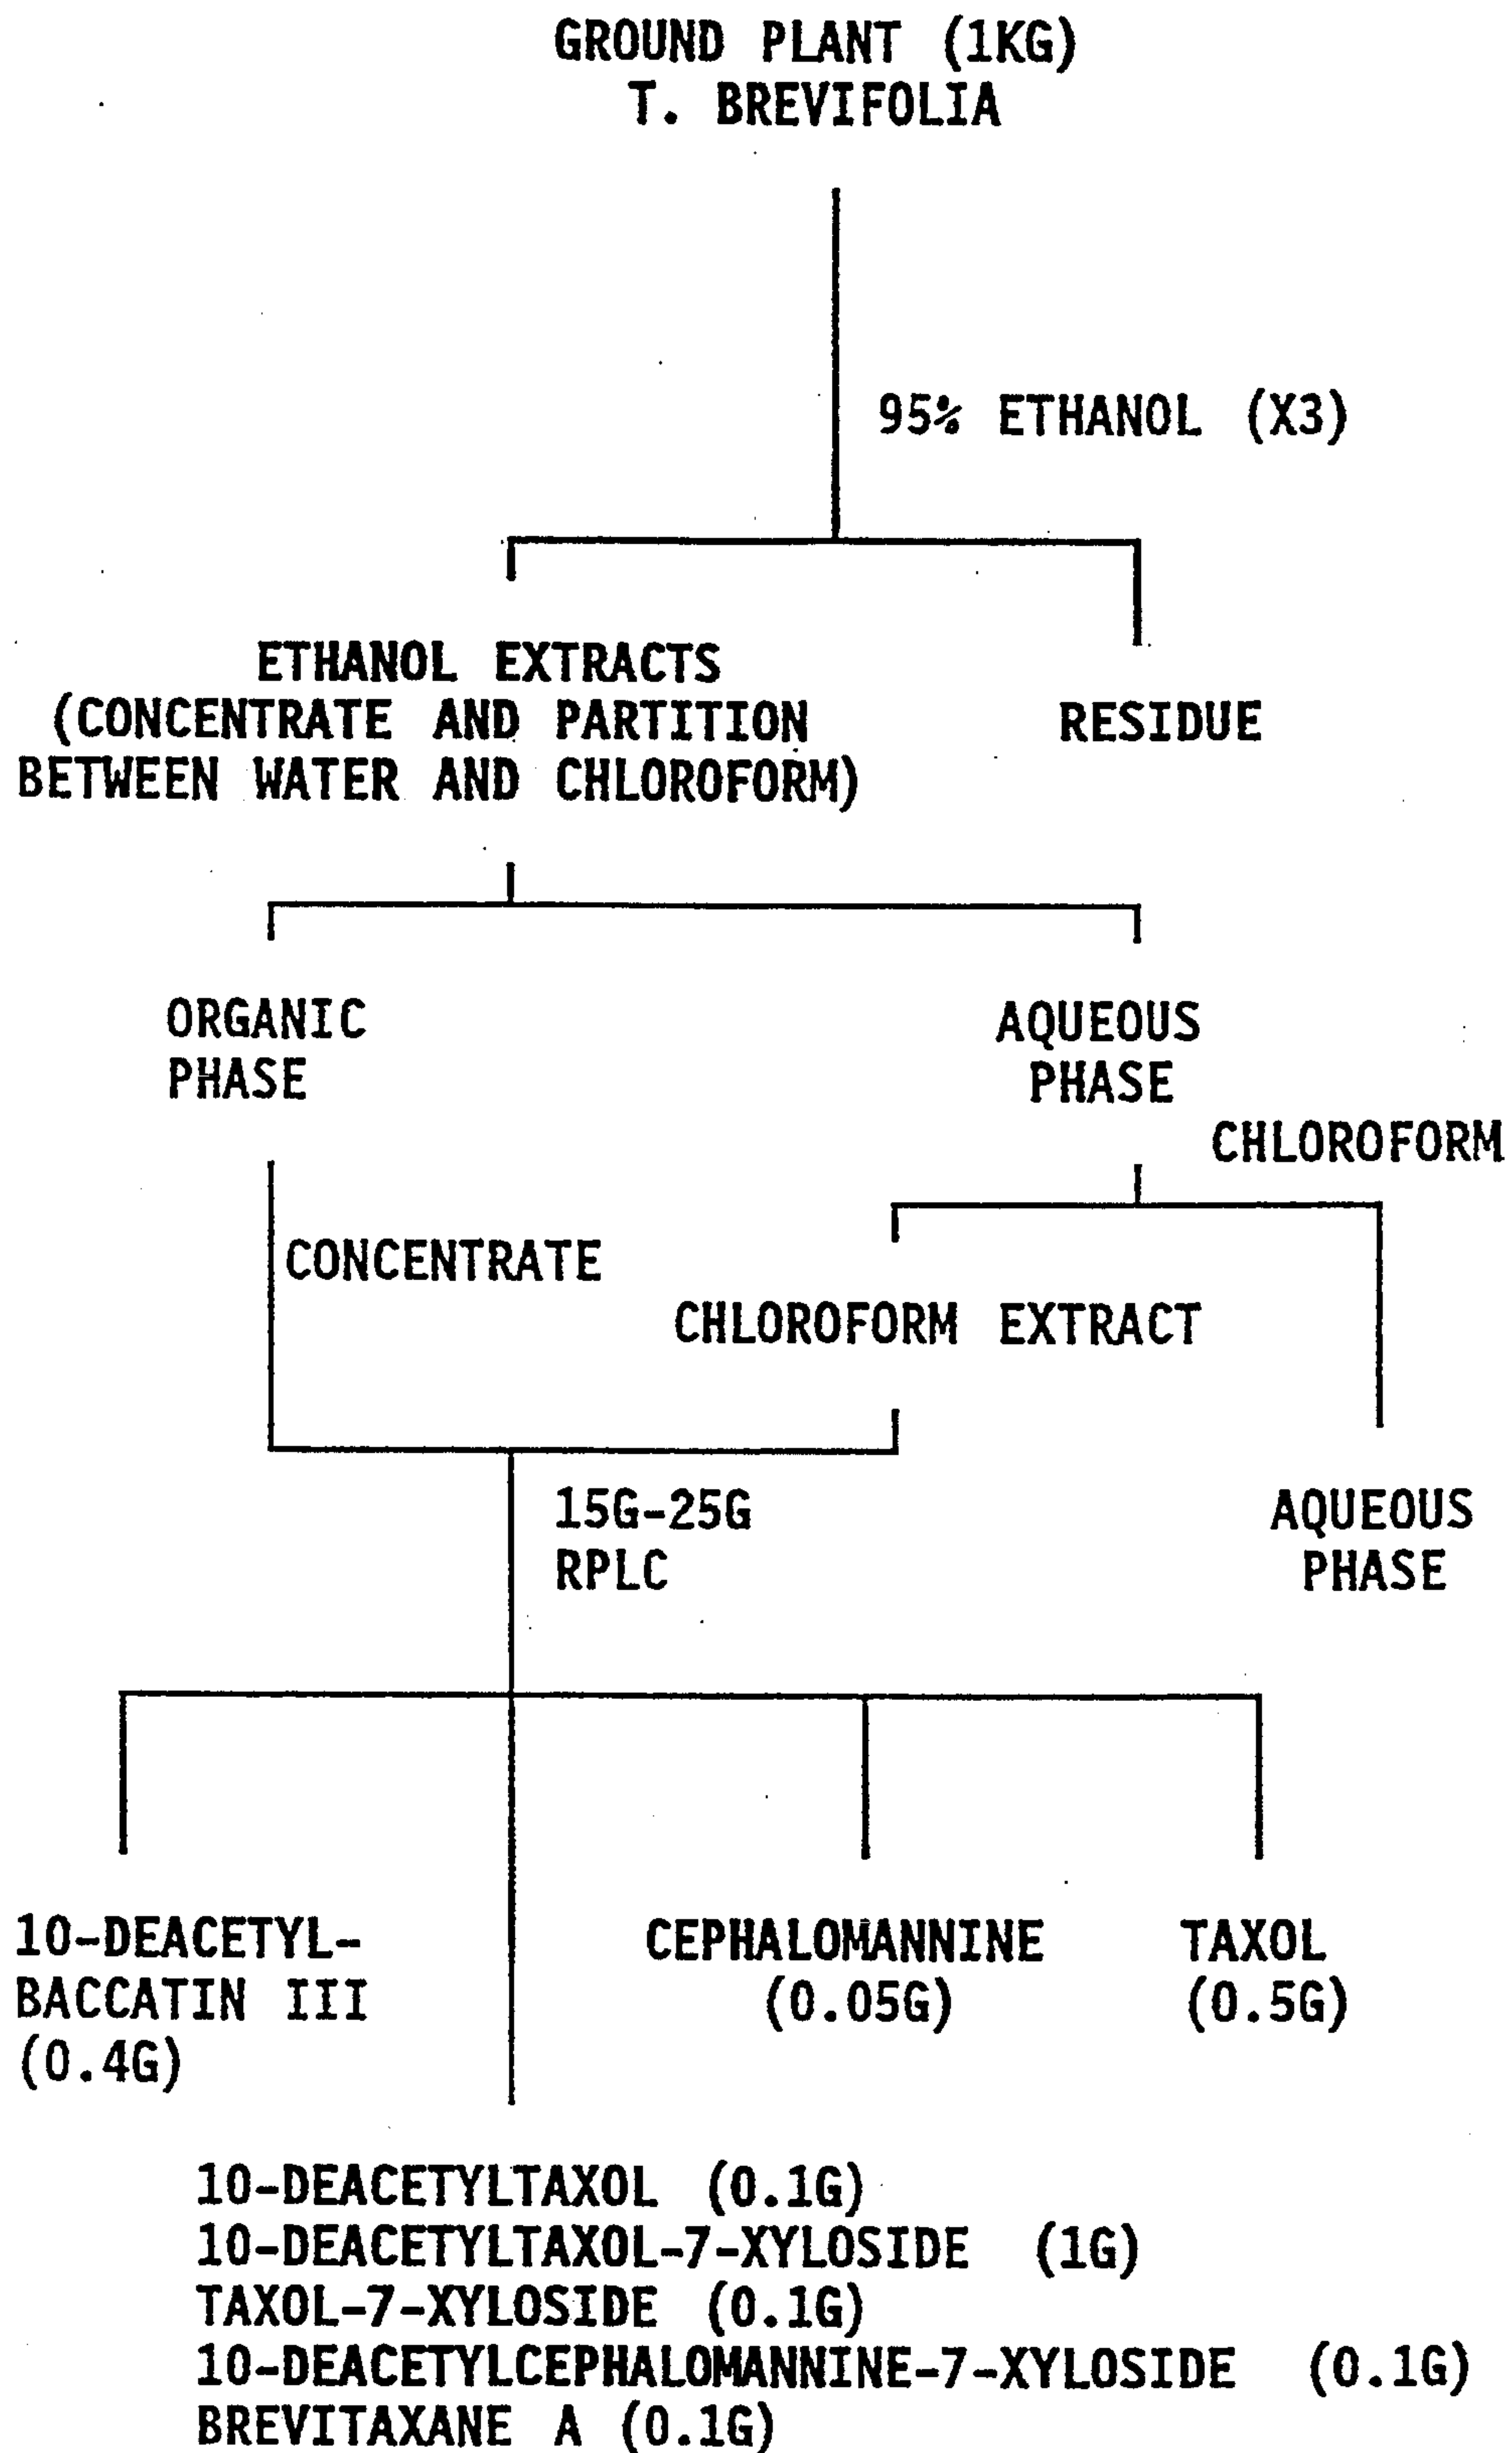 GROUND PLANT (1KG)
T. BREVIFOLIA
95% ETHANOL (X3)
ETHANOL EXTRACTS
(CONCENTRATE AND PARTITION
BETWEEN WATER AND CHLOROFORM)
RESIDUE
ORGANIC
PHASE
AQUEOUS
PHASE
CHLOROFORM
CONCENTRATE
CHLOROFORM EXTRACT
15G-25G
RPLC
AQUEOUS
PHASE
10-DEACETYL-
BACCATIN III
(0.4G)
CEPHALOMANNINE
(0.05G)
TAXOL
(0.5G)
10-DEACETYLTAXOL (0.1G)
10-DEACETYLTAXOL-7-XYLOSIDE (1G)
TAXOL-7-XYLOSIDE (0.1G)
10-DEACETYLCEPHALOMANNINE-7-XYLOSIDE (0.1G)
BREVITAXANE A (0.1G)